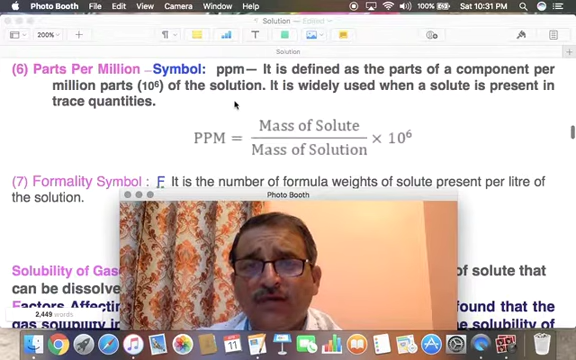 Photo Booth File Edit Camera View Window Help 100% Sat 10:31 PM
Solution — Edited
200%
Solution
(6) Parts Per Million – Symbol: ppm— It is defined as the parts of a component per
million parts (10⁶) of the solution. It is widely used when a solute is present in
trace quantities.
PPM = Mass of Solute / Mass of Solution × 10⁶
(7) Formality Symbol : F It is the number of formula weights of solute present per litre of
the solution.
Photo Booth
Solubility of Gas of solute that
can be dissolve
Factors Affecting found that the
2,449 words
gas solubility in the solubility of